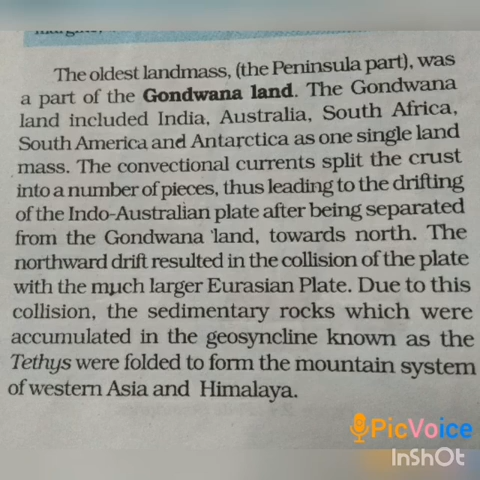 The oldest landmass, (the Peninsula part), was
a part of the Gondwana land. The Gondwana
land included India, Australia, South Africa,
South America and Antarctica as one single land
mass. The convectional currents split the crust
into a number of pieces, thus leading to the drifting
of the Indo-Australian plate after being separated
from the Gondwana land, towards north. The
northward drift resulted in the collision of the plate
with the much larger Eurasian Plate. Due to this
collision, the sedimentary rocks which were
accumulated in the geosyncline known as the
Tethys were folded to form the mountain system
of western Asia and Himalaya.
PicVoice
InShOt